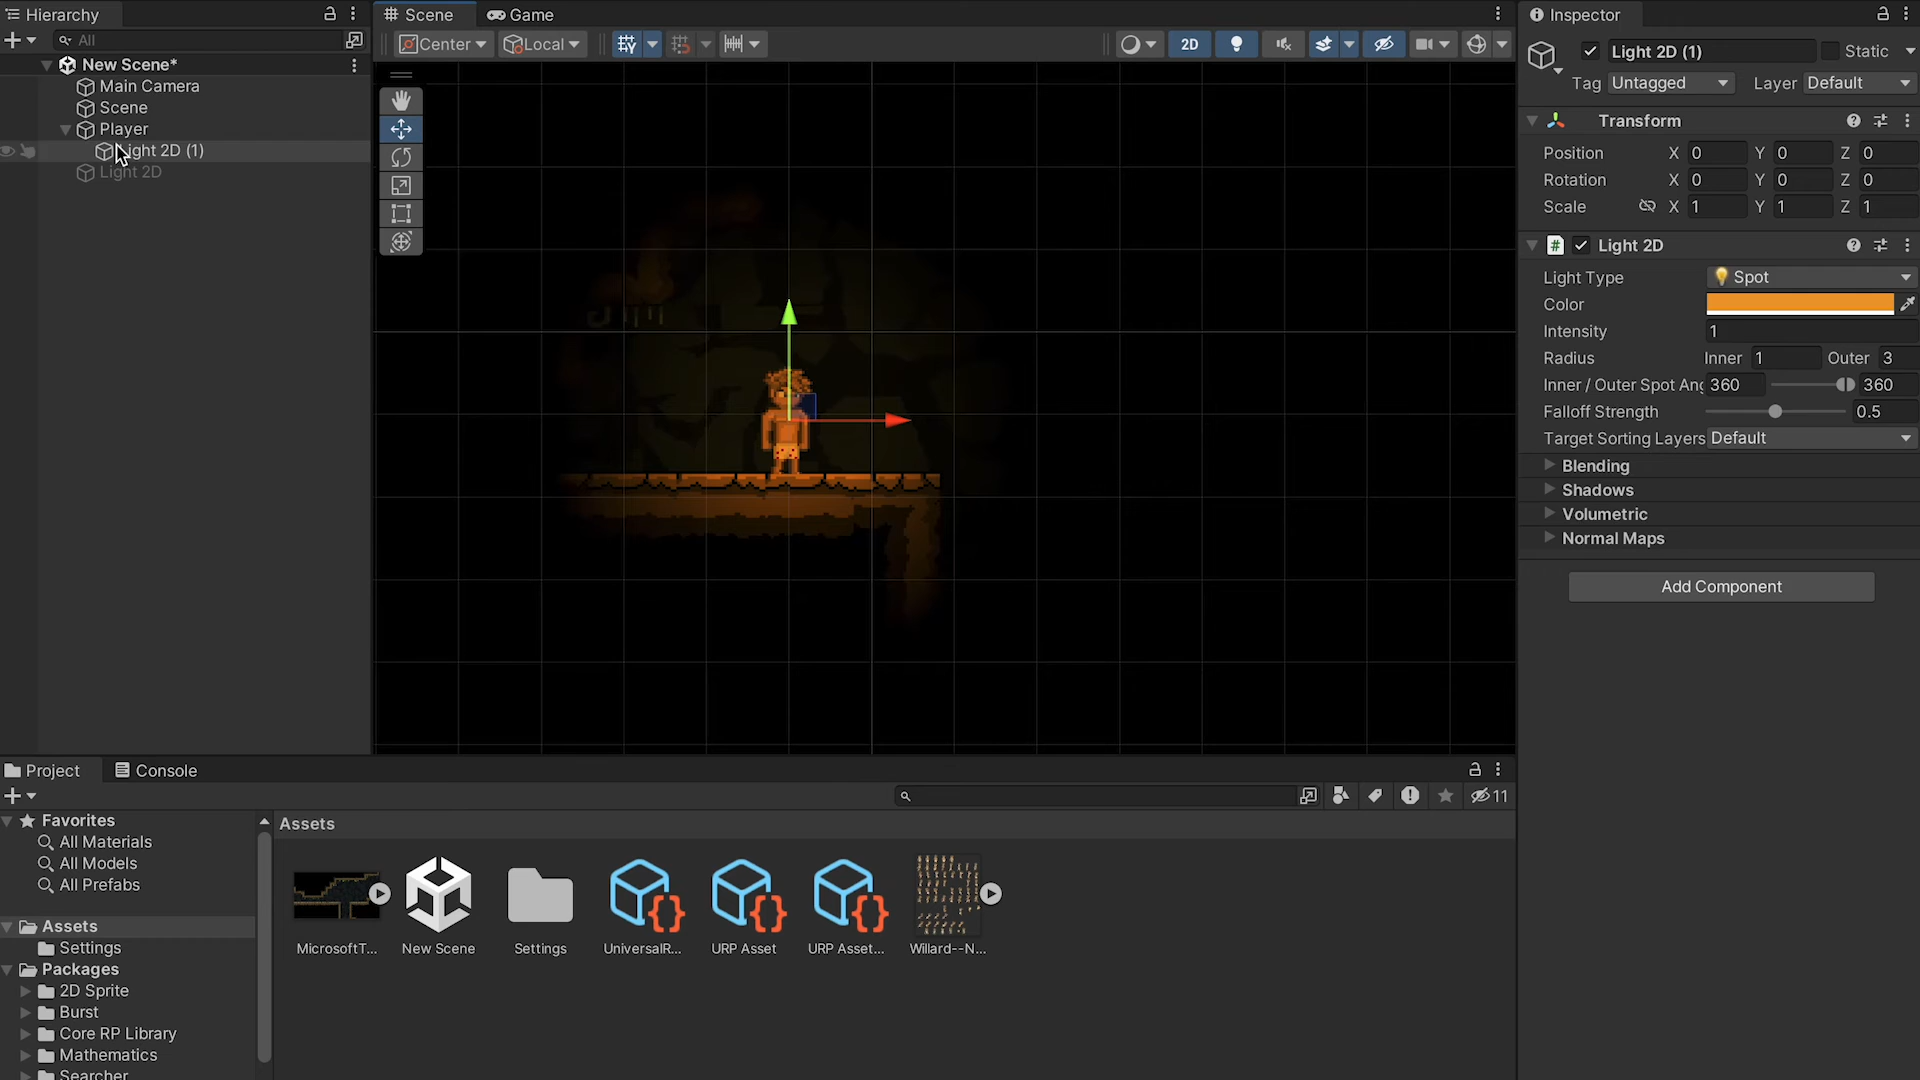 Hierarchy
All
New Scene*
Main Camera
Scene
Player
Light 2D (1)
Light 2D
Scene
Game
Center
Local
2D
Inspector
Light 2D (1)
Static
Tag Untagged
Layer Default
Transform
Position X 0 Y 0 Z 0
Rotation X 0 Y 0 Z 0
Scale X 1 Y 1 Z 1
Light 2D
Light Type Spot
Color
Intensity 1
Radius Inner 1 Outer 3
Inner / Outer Spot Ang 360 360
Falloff Strength 0.5
Target Sorting Layers Default
Blending
Shadows
Volumetric
Normal Maps
Add Component
Project
Console
11
Favorites
All Materials
All Models
All Prefabs
Assets
Settings
Packages
2D Sprite
Burst
Core RP Library
Mathematics
Searcher
Assets
MicrosoftT...
New Scene
Settings
UniversalR...
URP Asset
URP Asset...
Willard--N...